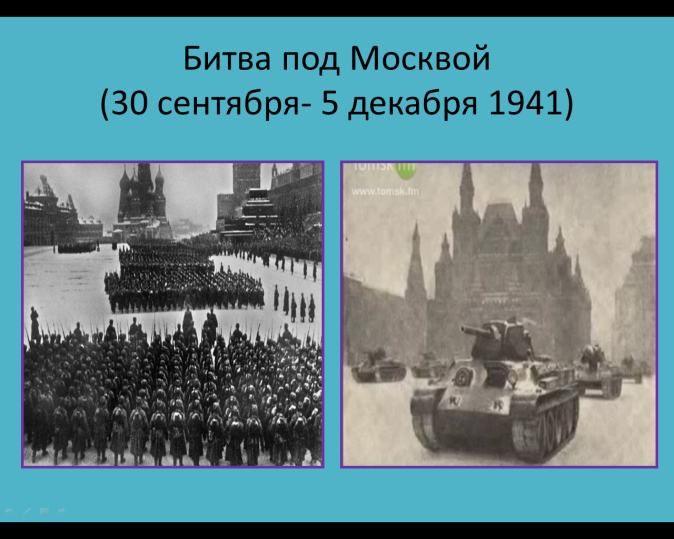 Битва под Москвой
(30 сентября- 5 декабря 1941)
www.tomsk.fm